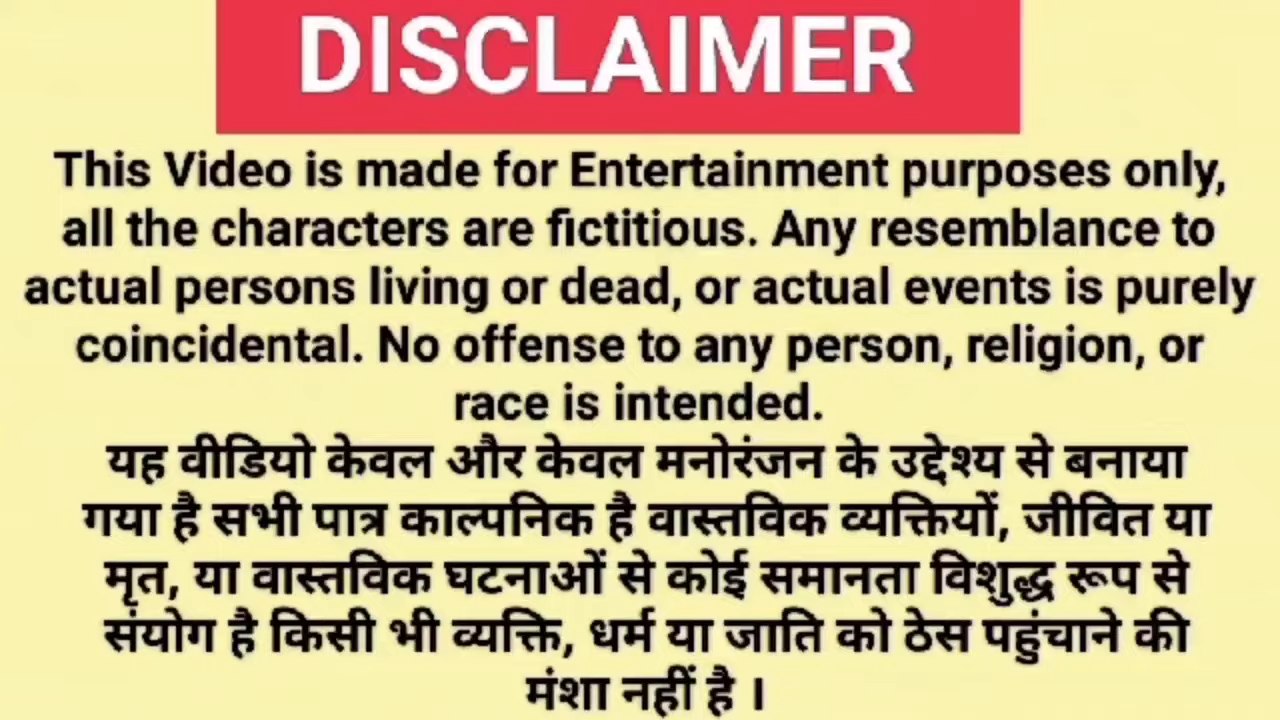 DISCLAIMER
This Video is made for Entertainment purposes only,
all the characters are fictitious. Any resemblance to
actual persons living or dead, or actual events is purely
coincidental. No offense to any person, religion, or
race is intended.
यह वीडियो केवल और केवल मनोरंजन के उद्देश्य से बनाया
गया है सभी पात्र काल्पनिक है वास्तविक व्यक्तियों, जीवित या
मृत, या वास्तविक घटनाओं से कोई समानता विशुद्ध रूप से
संयोग है किसी भी व्यक्ति, धर्म या जाति को ठेस पहुंचाने की
मंशा नहीं है ।